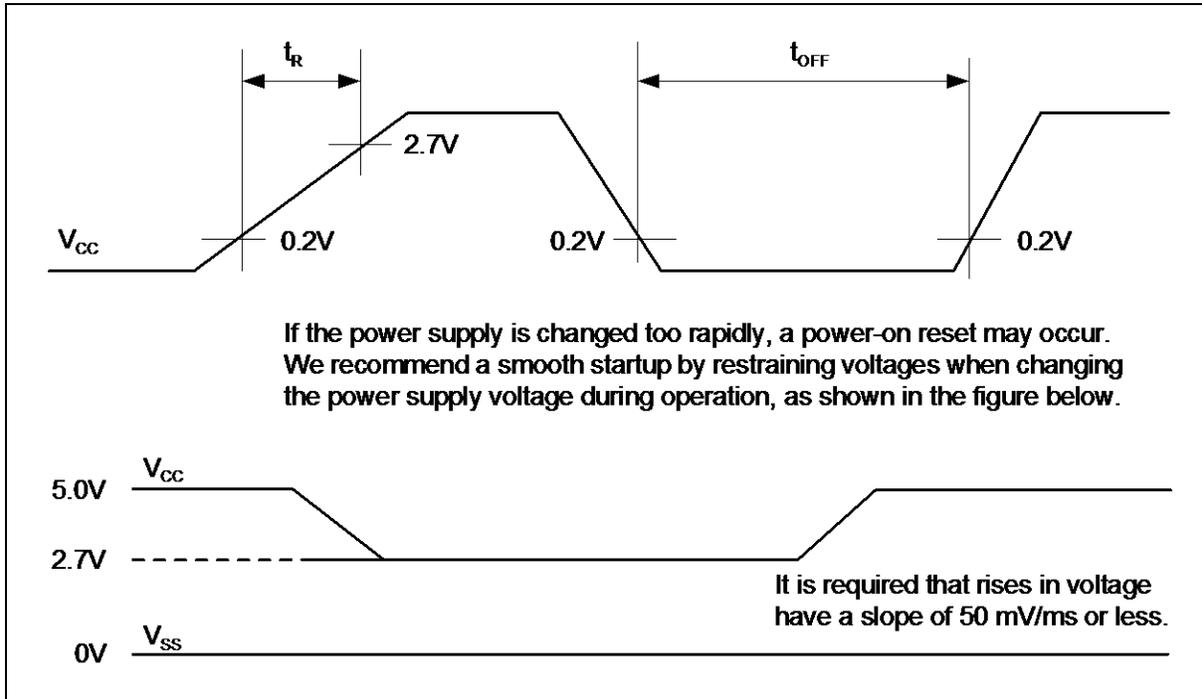 tR
tOFF
2.7V
VCC
0.2V
0.2V
0.2V
If the power supply is changed too rapidly, a power-on reset may occur.
We recommend a smooth startup by restraining voltages when changing
the power supply voltage during operation, as shown in the figure below.
VCC
5.0V
2.7V
It is required that rises in voltage
have a slope of 50 mV/ms or less.
VSS
0V